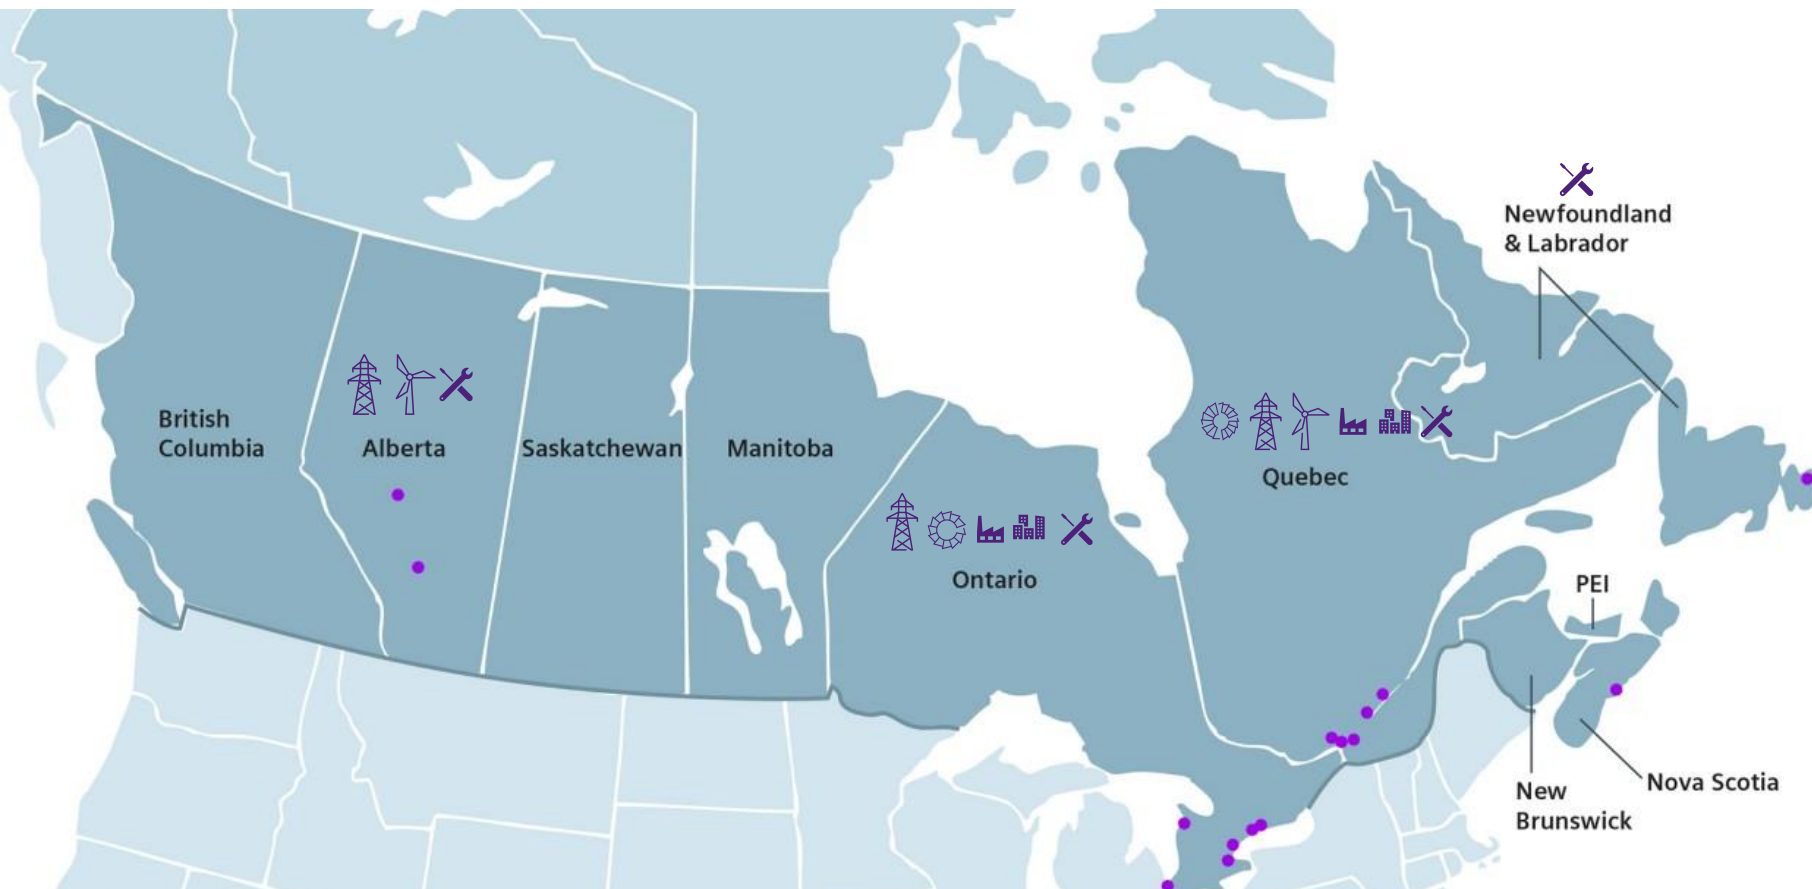 Newfoundland
& Labrador
British
Columbia
Alberta
Saskatchewan
Manitoba
Quebec
Ontario
PEI
Nova Scotia
New
Brunswick